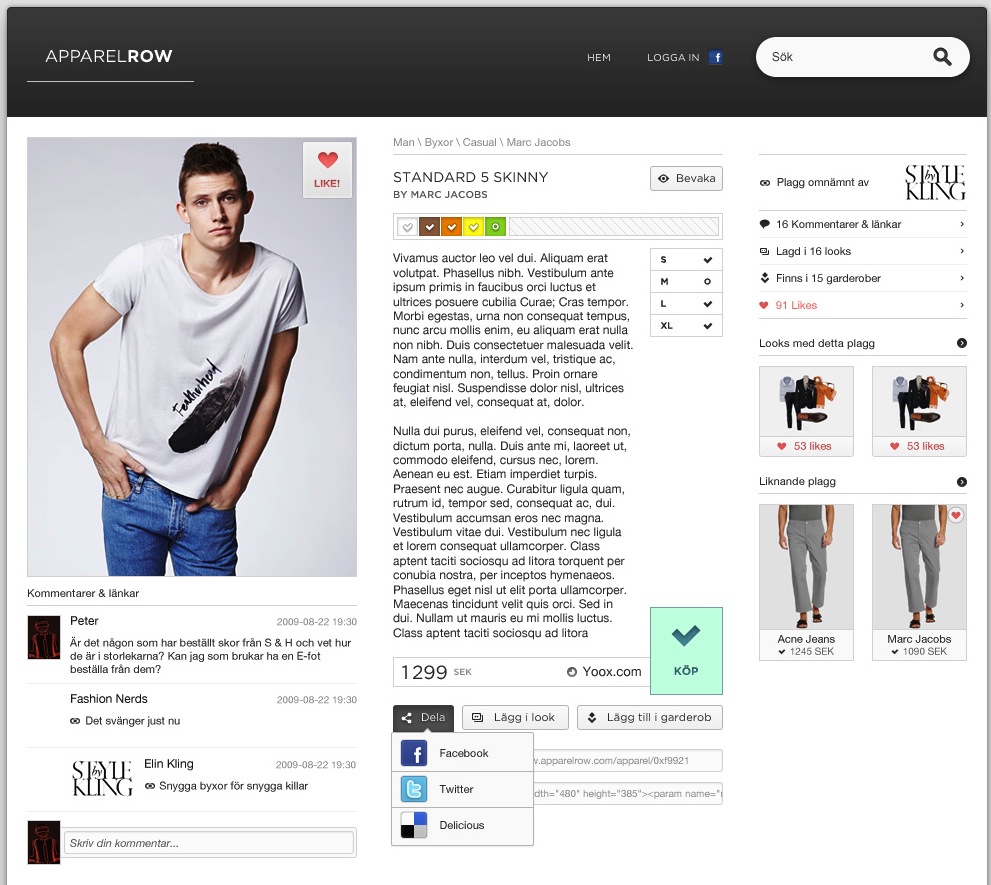 APPARELROW
HEM
LOGGA IN
f
Sök
LIKE!
Featherhead
Kommentarer & länkar
Peter
2009-08-22 19:30
Är det någon som har beställt skor från S & H och vet hur
de är i storlekarna? Kan jag som brukar ha en E-fot
beställa från dem?
Fashion Nerds
2009-08-22 19:30
Det svänger just nu
STYLE
by
KLING
Elin Kling
2009-08-22 19:30
Snygga byxor för snygga killar
Skriv din kommentar...
Man \ Byxor \ Casual \ Marc Jacobs
STANDARD 5 SKINNY
BY MARC JACOBS
Bevaka
Vivamus auctor leo vel dui. Aliquam erat
volutpat. Phasellus nibh. Vestibulum ante
ipsum primis in faucibus orci luctus et
ultrices posuere cubilia Curae; Cras tempor.
Morbi egestas, urna non consequat tempus,
nunc arcu mollis enim, eu aliquam erat nulla
non nibh. Duis consectetuer malesuada velit.
Nam ante nulla, interdum vel, tristique ac,
condimentum non, tellus. Proin ornare
feugiat nisl. Suspendisse dolor nisl, ultrices
at, eleifend vel, consequat at, dolor.
S
M
L
XL
Nulla dui purus, eleifend vel, consequat non,
dictum porta, nulla. Duis ante mi, laoreet ut,
commodo eleifend, cursus nec, lorem.
Aenean eu est. Etiam imperdiet turpis.
Praesent nec augue. Curabitur ligula quam,
rutrum id, tempor sed, consequat ac, dui.
Vestibulum accumsan eros nec magna.
Vestibulum vitae dui. Vestibulum nec ligula
et lorem consequat ullamcorper. Class
aptent taciti sociosqu ad litora torquent per
conubia nostra, per inceptos hymenaeos.
Phasellus eget nisl ut elit porta ullamcorper.
Maecenas tincidunt velit quis orci. Sed in
dui. Nullam ut mauris eu mi mollis luctus.
Class aptent taciti sociosqu ad litora
1299 SEK
Yoox.com
KÖP
Dela
Lägg i look
Lägg till i garderob
Facebook
Twitter
Delicious
w.apparelrow.com/apparel/0xf9921
dth="480" height="385"><param name="r
Plagg omnämnt av
STYLE
by
KLING
16 Kommentarer & länkar
Lagd i 16 looks
Finns i 15 garderober
91 Likes
Looks med detta plagg
53 likes
53 likes
Liknande plagg
Acne Jeans
1245 SEK
Marc Jacobs
1090 SEK